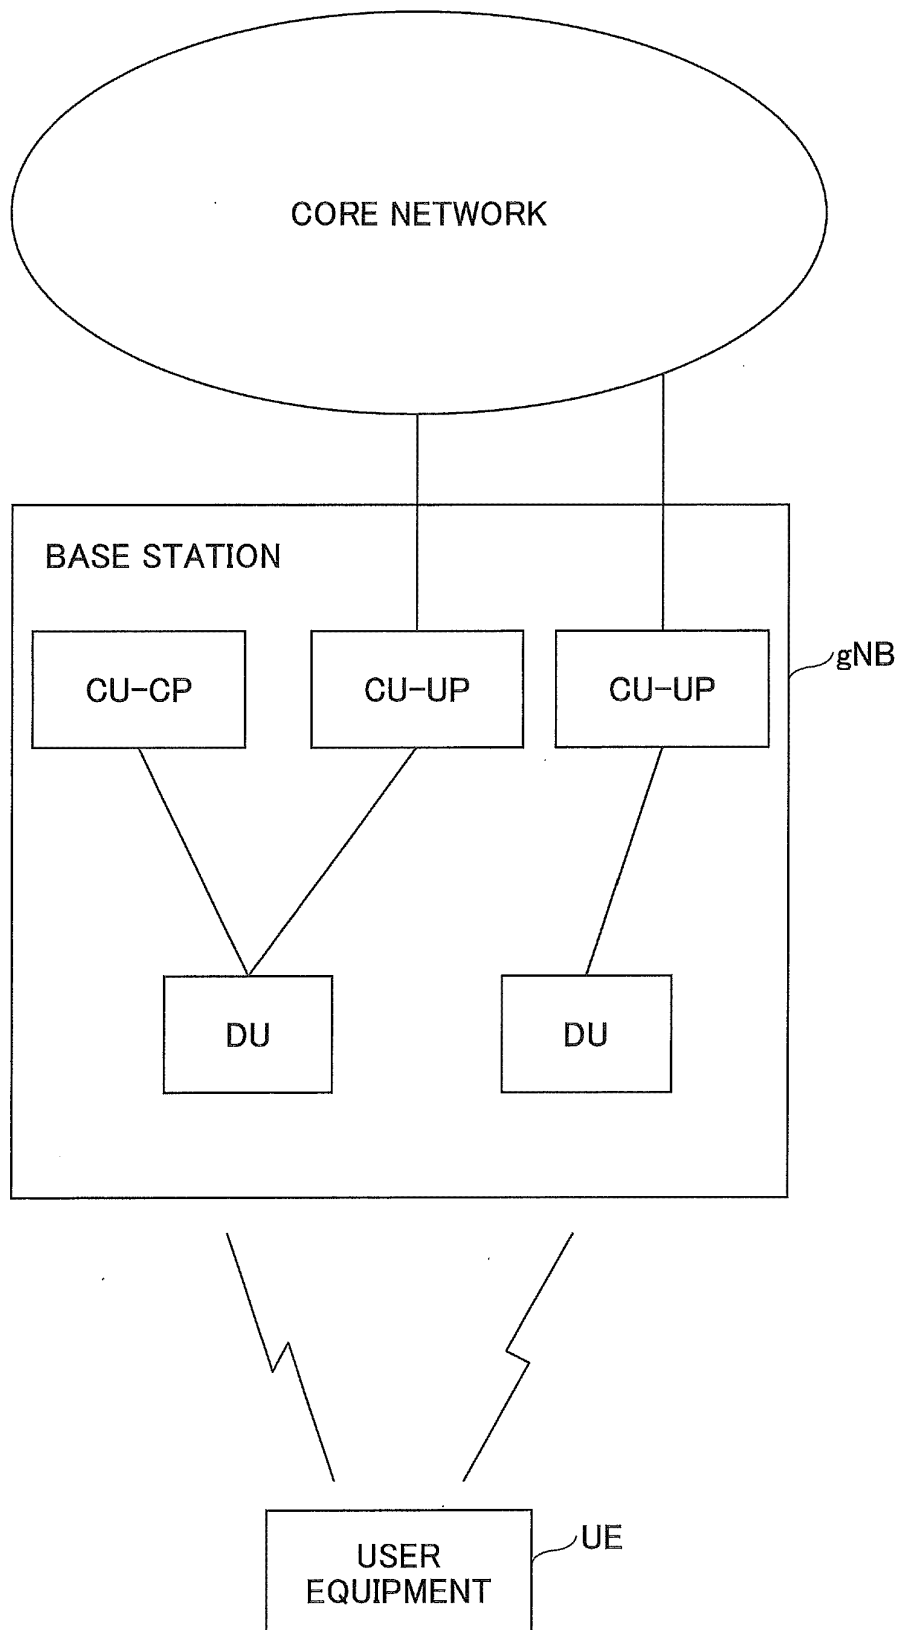 CORE NETWORK
BASE STATION
CU-CP
CU-UP
CU-UP
gNB
DU
DU
USER
EQUIPMENT
UE